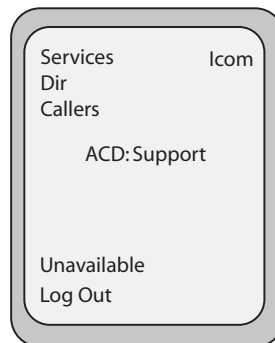 Services Icom
Dir
Callers
ACD: Support
Unavailable
Log Out